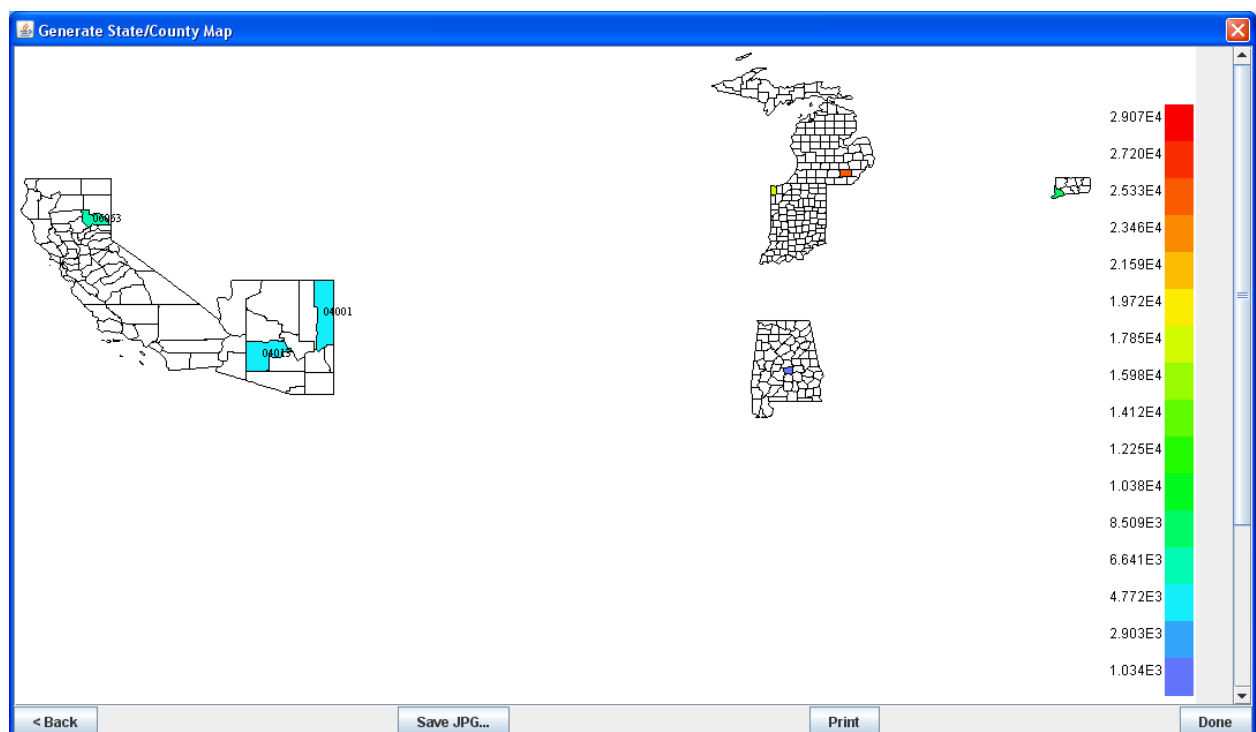 Generate State/County Map
06063
04001
04013
2.907E4
2.720E4
2.533E4
2.346E4
2.159E4
1.972E4
1.785E4
1.598E4
1.412E4
1.225E4
1.038E4
8.509E3
6.641E3
4.772E3
2.903E3
1.034E3
< Back
Save JPG...
Print
Done